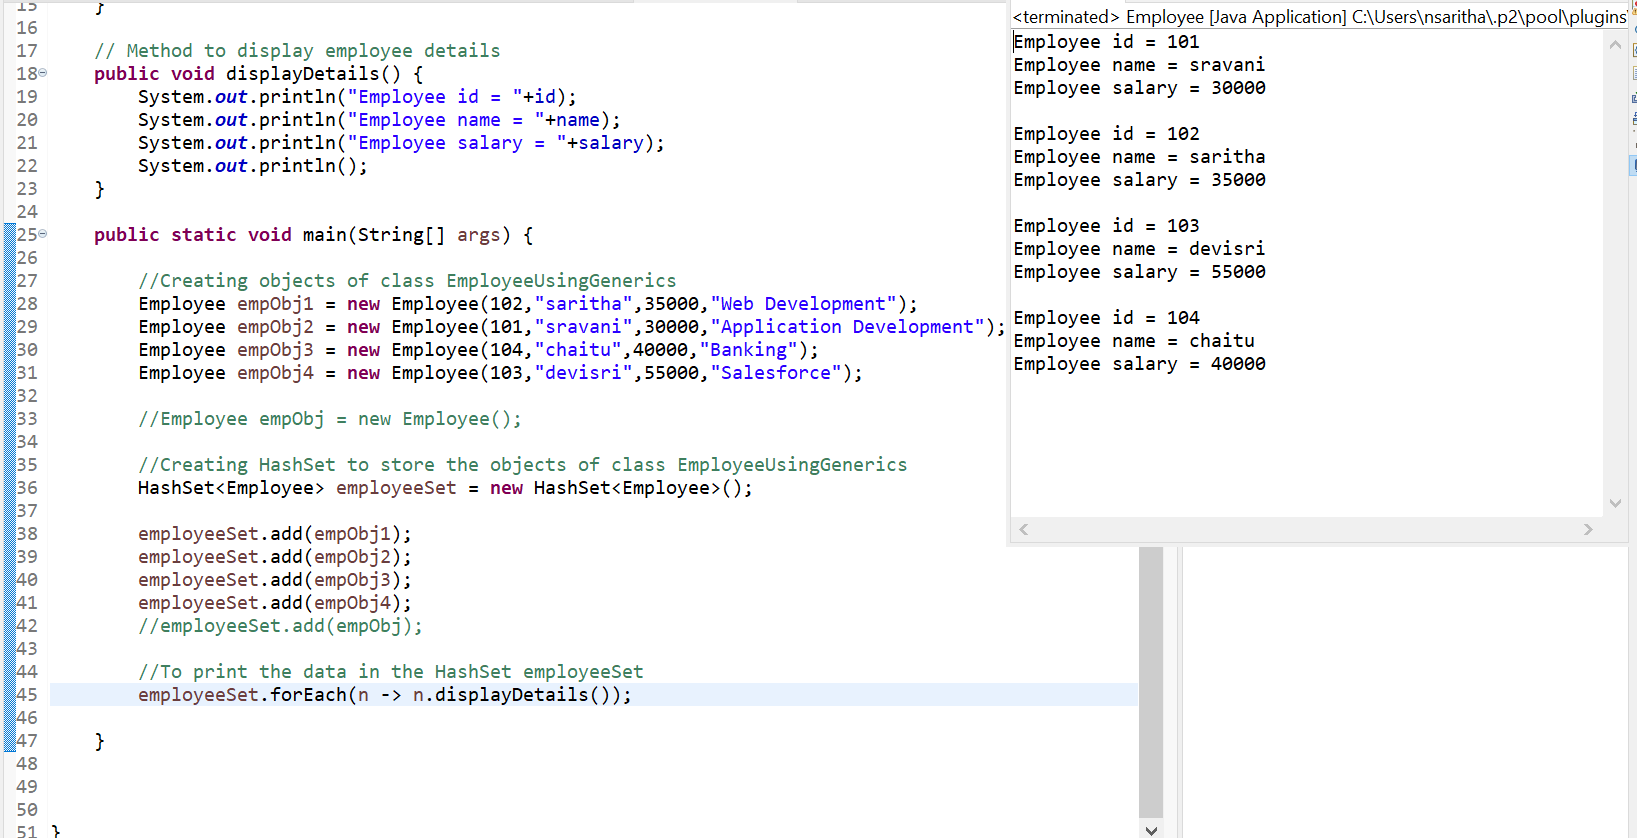 15    }
16
17    // Method to display employee details
18    public void displayDetails() {
19        System.out.println("Employee id = "+id);
20        System.out.println("Employee name = "+name);
21        System.out.println("Employee salary = "+salary);
22        System.out.println();
23    }
24
25    public static void main(String[] args) {
26
27        //Creating objects of class EmployeeUsingGenerics
28        Employee empObj1 = new Employee(102,"saritha",35000,"Web Development");
29        Employee empObj2 = new Employee(101,"sravani",30000,"Application Development");
30        Employee empObj3 = new Employee(104,"chaitu",40000,"Banking");
31        Employee empObj4 = new Employee(103,"devisri",55000,"Salesforce");
32
33        //Employee empObj = new Employee();
34
35        //Creating HashSet to store the objects of class EmployeeUsingGenerics
36        HashSet<Employee> employeeSet = new HashSet<Employee>();
37
38        employeeSet.add(empObj1);
39        employeeSet.add(empObj2);
40        employeeSet.add(empObj3);
41        employeeSet.add(empObj4);
42        //employeeSet.add(empObj);
43
44        //To print the data in the HashSet employeeSet
45        employeeSet.forEach(n -> n.displayDetails());
46
47    }
48
49
50
51 }
<terminated> Employee [Java Application] C:\Users\nsaritha\.p2\pool\plugins\
Employee id = 101
Employee name = sravani
Employee salary = 30000

Employee id = 102
Employee name = saritha
Employee salary = 35000

Employee id = 103
Employee name = devisri
Employee salary = 55000

Employee id = 104
Employee name = chaitu
Employee salary = 40000